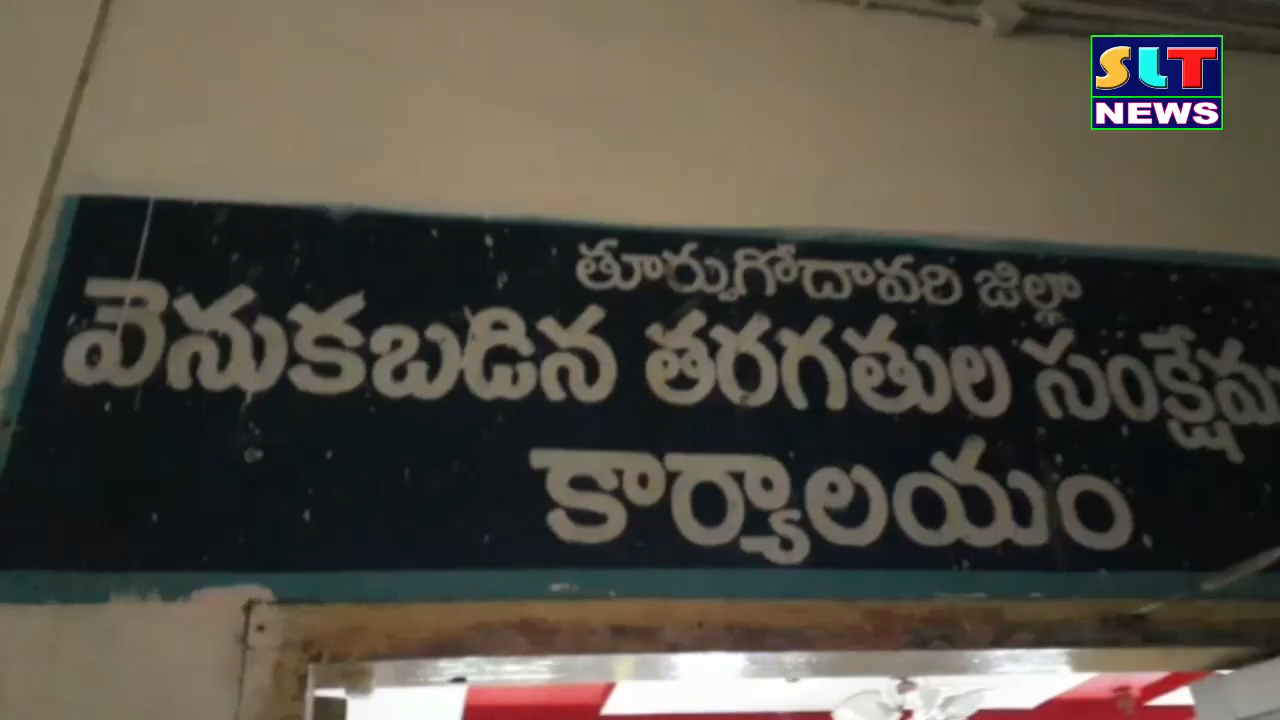 SLT
NEWS
తూర్పుగోదావరి జిల్లా
వెనుకబడిన తరగతుల సంక్షేమ
కార్యాలయం